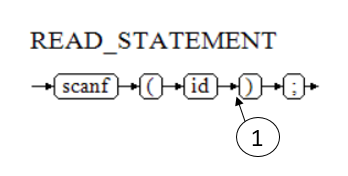 READ_STATEMENT
scanf ( id ) ;
1